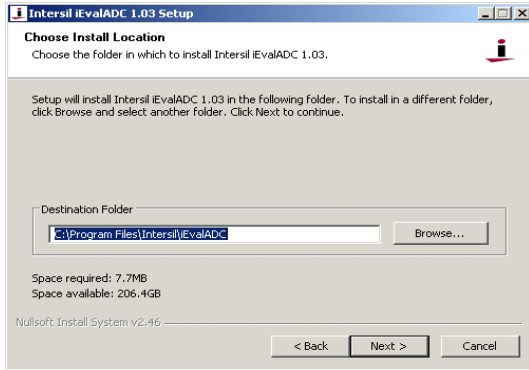 Intersil iEvalADC 1.03 Setup
Choose Install Location
Choose the folder in which to install Intersil iEvalADC 1.03.
Setup will install Intersil iEvalADC 1.03 in the following folder. To install in a different folder,
click Browse and select another folder. Click Next to continue.
Destination Folder
C:\Program Files\Intersil\iEvalADC
Browse...
Space required: 7.7MB
Space available: 206.4GB
Nullsoft Install System v2.46
< Back
Next >
Cancel